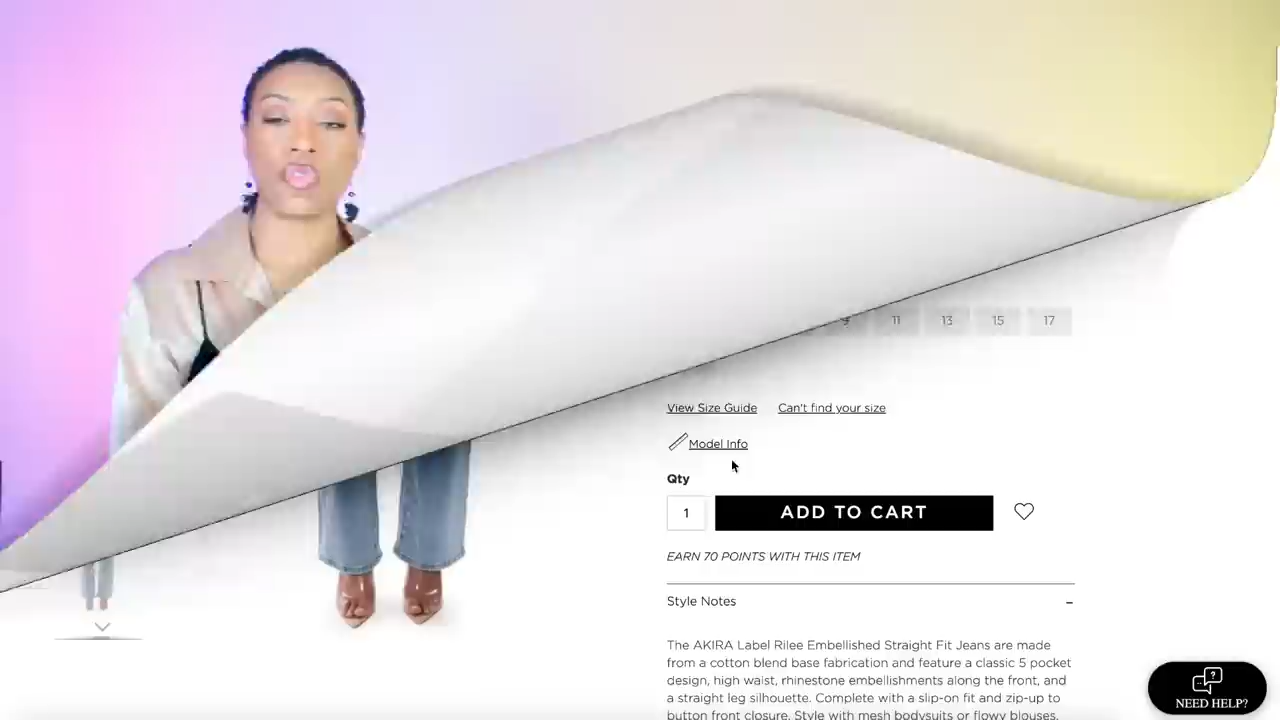 9 11 13 15 17
View Size Guide Can't find your size
Model Info
Qty
1 ADD TO CART
EARN 70 POINTS WITH THIS ITEM
Style Notes –
The AKIRA Label Rilee Embellished Straight Fit Jeans are made
from a cotton blend base fabrication and feature a classic 5 pocket
design, high waist, rhinestone embellishments along the front, and
a straight leg silhouette. Complete with a slip-on fit and zip-up to
button front closure. Style with mesh bodysuits or flowy blouses.
NEED HELP?